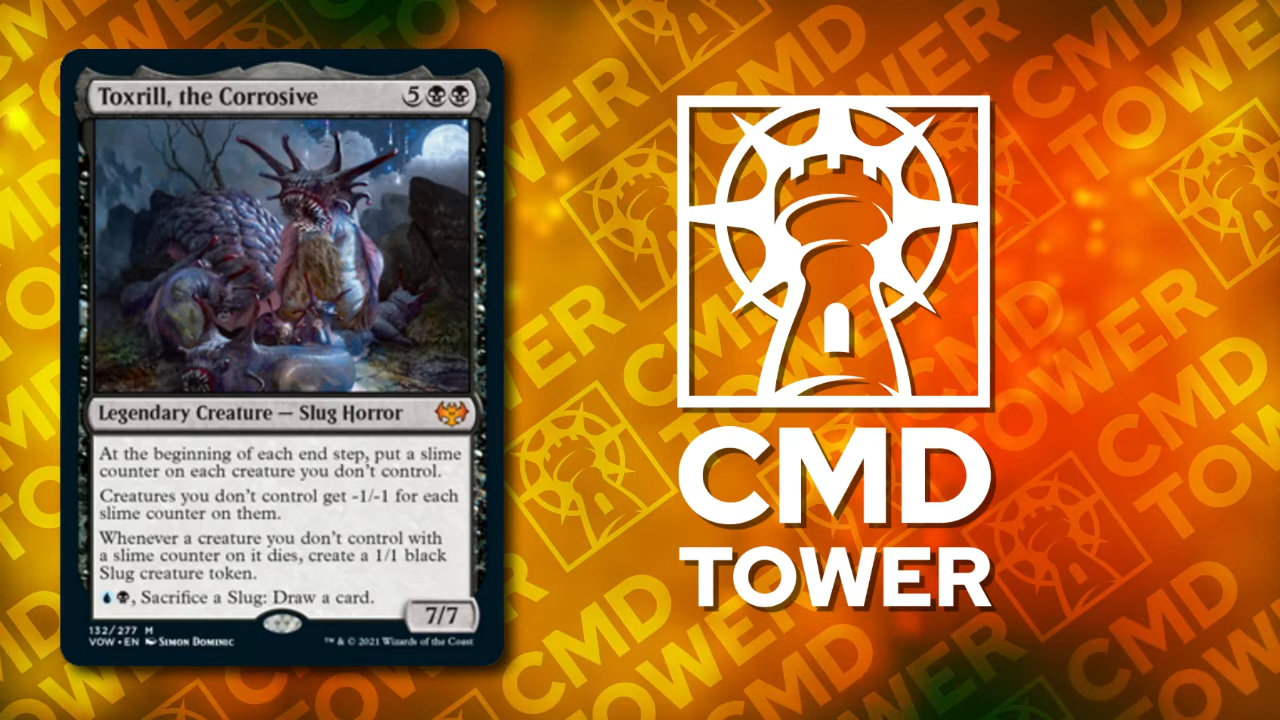 Toxrill, the Corrosive 5
Legendary Creature — Slug Horror
At the beginning of each end step, put a slime
counter on each creature you don't control.
Creatures you don't control get -1/-1 for each
slime counter on them.
Whenever a creature you don't control with
a slime counter on it dies, create a 1/1 black
Slug creature token.
, Sacrifice a Slug: Draw a card.
7/7
132/277 M
VOW • EN SIMON DOMINIC
™ & © 2021 Wizards of the Coast
CMD
TOWER